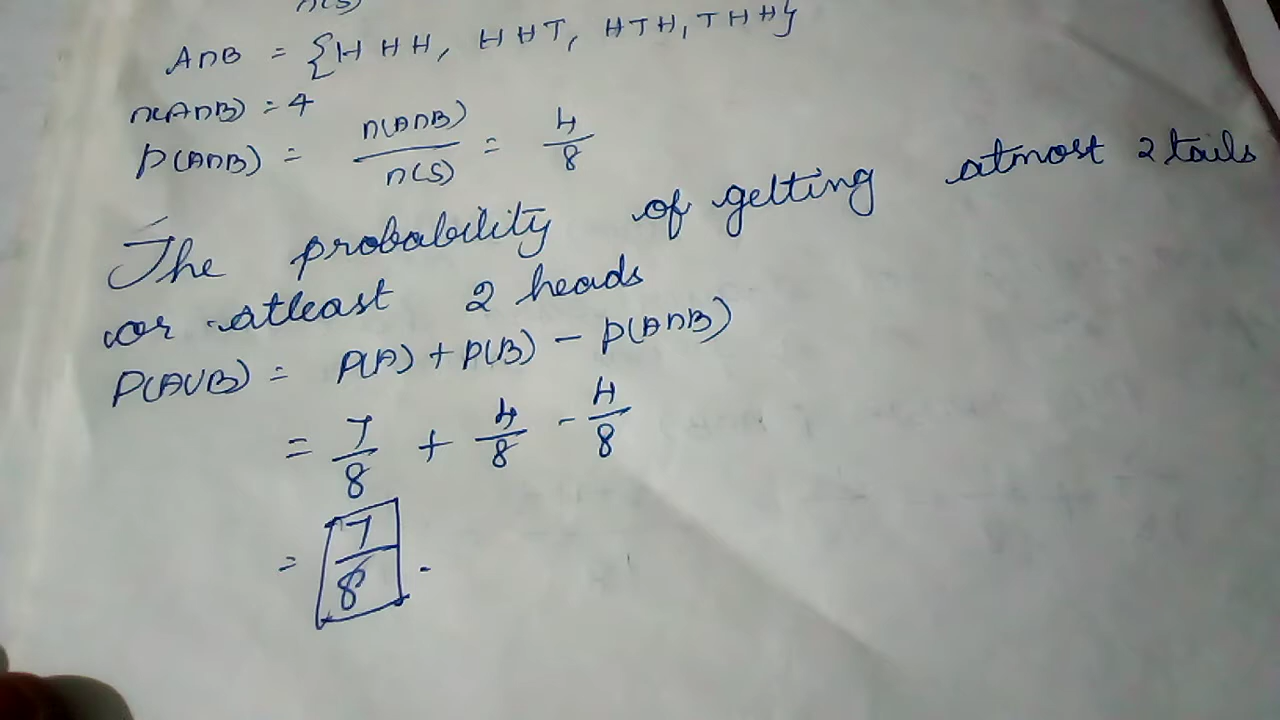 n(S)
A∩B = {HHH, HHT, HTH, THH}
n(A∩B) = 4
P(A∩B) = n(A∩B)/n(S) = 4/8
The probability of getting atmost 2 tails
or atleast 2 heads
P(A∪B) = P(A) + P(B) - P(A∩B)
= 7/8 + 4/8 - 4/8
= 7/8.